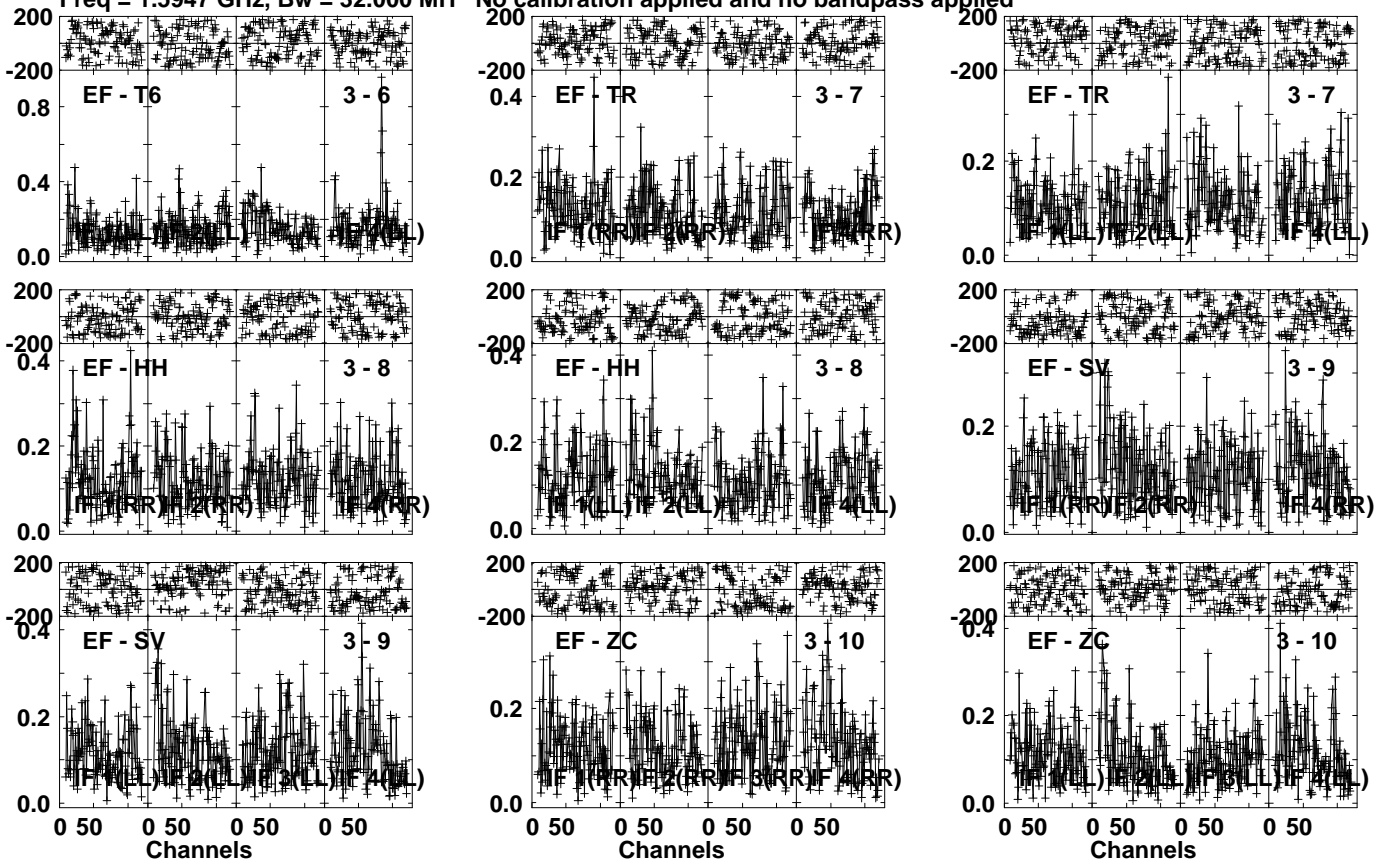 Freq = 1.5947 GHz, Bw = 32.000 MH No calibration applied and no bandpass applied
200 200 200
-200 -200 -200
EF - T6 3 - 6 EF - TR 3 - 7 EF - TR 3 - 7
0.8 0.4
0.4 0.2 0.2
IF 1(LL) IF 2(LL) IF 4(LL) IF 1(RR) IF 2(RR) IF 4(RR) IF 1(LL) IF 2(LL) IF 4(LL)
0.0 0.0 0.0
200 200 200
-200 -200 -200
0.4 0.4
EF - HH 3 - 8 EF - HH 3 - 8 EF - SV 3 - 9
0.2 0.2 0.2
IF 1(RR) IF 2(RR) IF 4(RR) IF 1(LL) IF 2(LL) IF 4(LL) IF 1(RR) IF 2(RR) IF 4(RR)
0.0 0.0 0.0
200 200 200
-200 -200 -200
0.4 0.4
EF - SV 3 - 9 EF - ZC 3 - 10 EF - ZC 3 - 10
0.2 0.2 0.2
IF 1(LL) IF 2(LL) IF 3(LL) IF 4(LL) IF 1(RR) IF 2(RR) IF 3(RR) IF 4(RR) IF 1(LL) IF 2(LL) IF 3(LL) IF 4(LL)
0.0 0.0 0.0
0 50 0 50 0 50 0 50 0 50 0 50 0 50 0 50 0 50 0 50 0 50 0 50
Channels Channels Channels